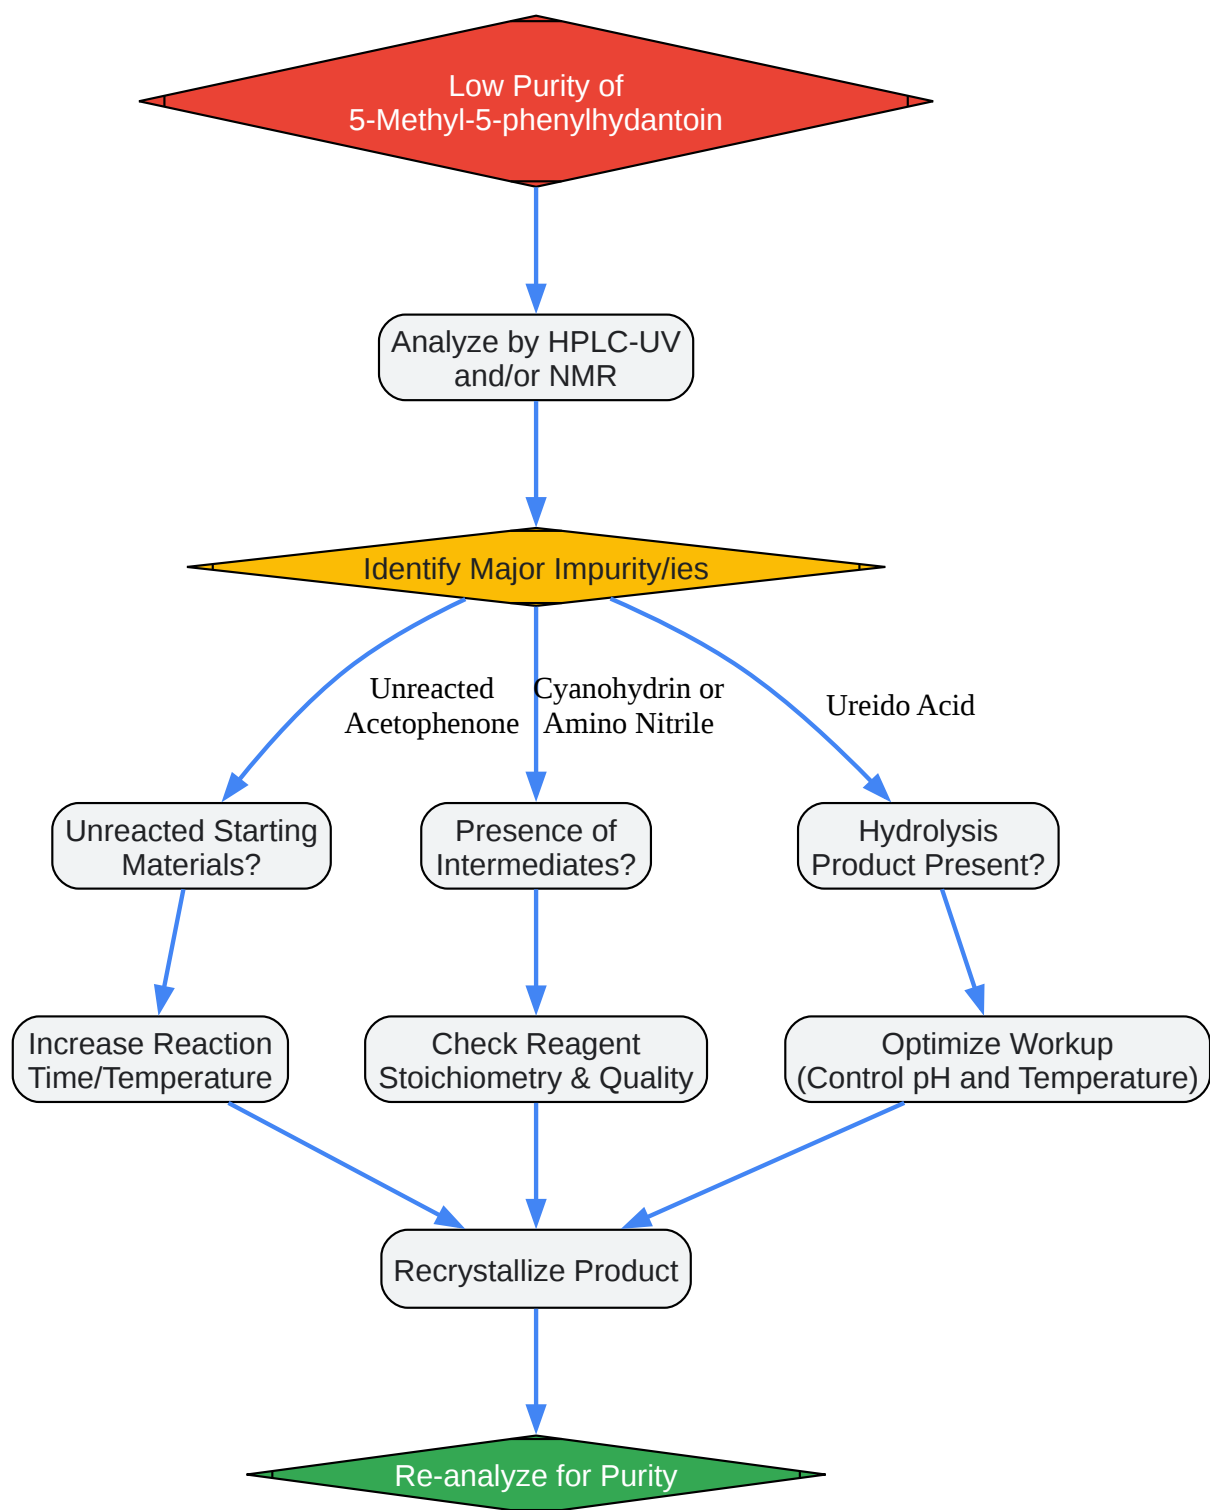 Low Purity of
5-Methyl-5-phenylhydantoin
Analyze by HPLC-UV
and/or NMR
Identify Major Impurity/ies
Unreacted
Acetophenone
Cyanohydrin or
Amino Nitrile
Ureido Acid
Unreacted Starting
Materials?
Presence of
Intermediates?
Hydrolysis
Product Present?
Increase Reaction
Time/Temperature
Check Reagent
Stoichiometry & Quality
Optimize Workup
(Control pH and Temperature)
Recrystallize Product
Re-analyze for Purity